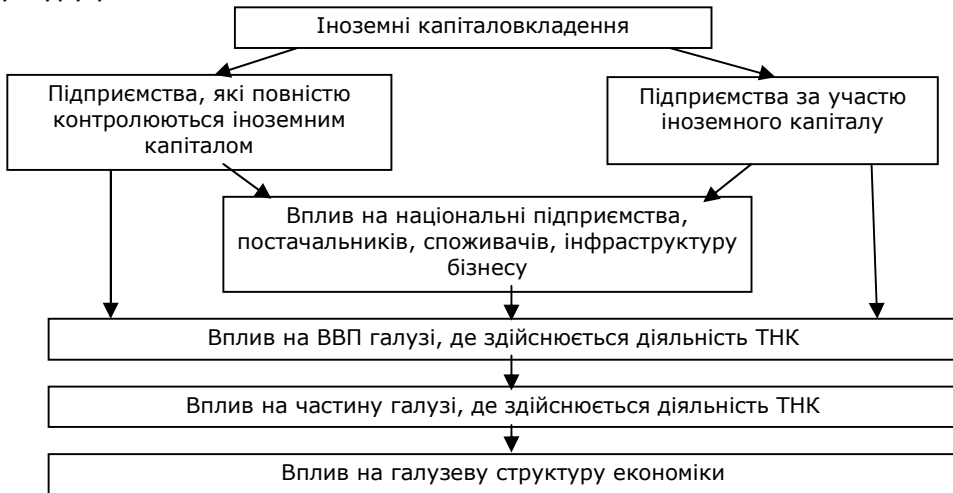 Іноземні капіталовкладення
Підприємства, які повністю
контролюються іноземним
капіталом
Підприємства за участю
іноземного капіталу
Вплив на національні підприємства,
постачальників, споживачів, інфраструктуру
бізнесу
Вплив на ВВП галузі, де здійснюється діяльність ТНК
Вплив на частину галузі, де здійснюється діяльність ТНК
Вплив на галузеву структуру економіки